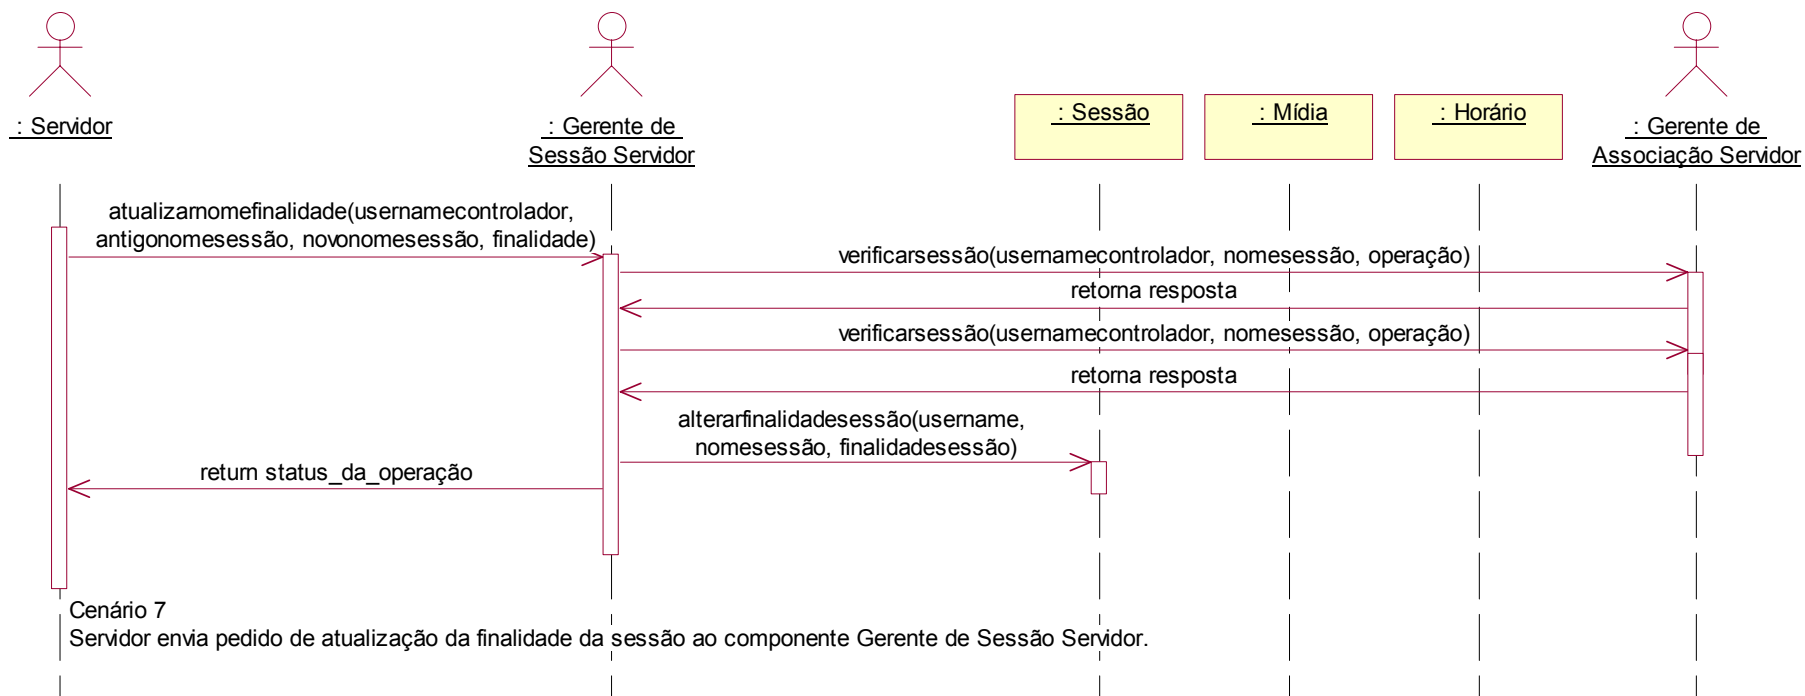 : Servidor
: Gerente de
Sessão Servidor
: Sessão
: Mídia
: Horário
: Gerente de
Associação Servidor
atualizarnomefinalidade(usernamecontrolador,
antigonomesessão, novonomesessão, finalidade)
verificarsessão(usernamecontrolador, nomesessão, operação)
retorna resposta
verificarsessão(usernamecontrolador, nomesessão, operação)
retorna resposta
alterarfinalidadesessão(username,
nomesessão, finalidadesessão)
return status_da_operação
Cenário 7
Servidor envia pedido de atualização da finalidade da sessão ao componente Gerente de Sessão Servidor.